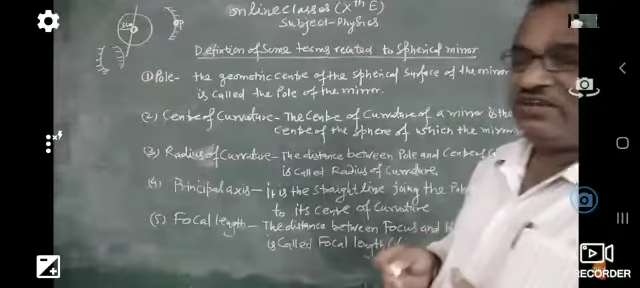 online classes (Xth E)
Subject-Physics
Defination of Some terms related to Spherical mirror
(1) Pole- the geometric centre of the Spherical Surface of the mirror
is called the Pole of the mirror.
(2) Centre of Curvature - The Centre of Curvature of a mirror is the
centre of the sphere of which the mirror
(3) Radius of Curvature - The distance between Pole and Centre of
is called Radius of Curvature.
(4) Principal axis - it is the straight line joing the
to its centre of Curvature
(5) Focal length - The distance between Focus and
is Called Focal length
RECORDER